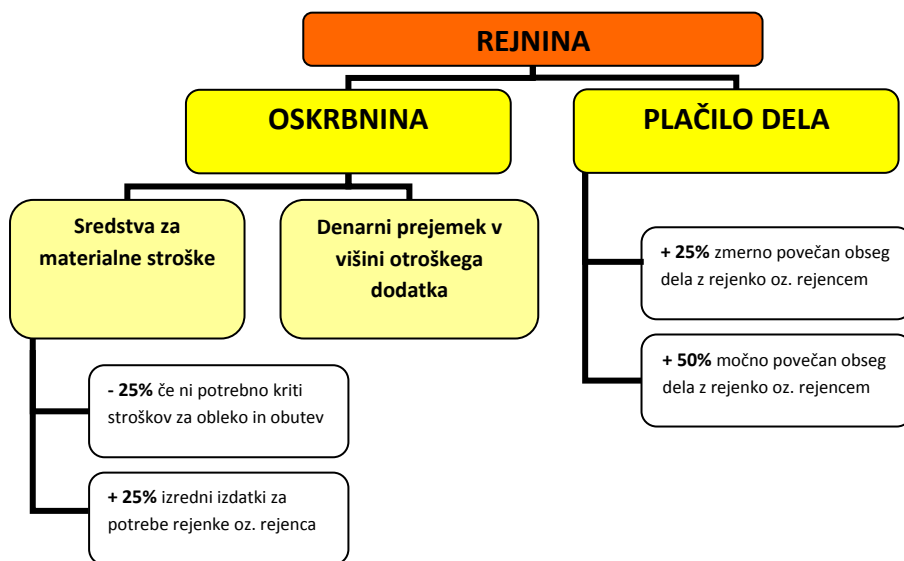 REJNINA
OSKRBNINA
PLAČILO DELA
Sredstva za
materialne stroške
Denarni prejemek v
višini otroškega
dodatka
+ 25% zmerno povečan obseg
dela z rejenko oz. rejencem
+ 50% močno povečan obseg
dela z rejenko oz. rejencem
- 25% če ni potrebno kriti
stroškov za obleko in obutev
+ 25% izredni izdatki za
potrebe rejenke oz. rejenca